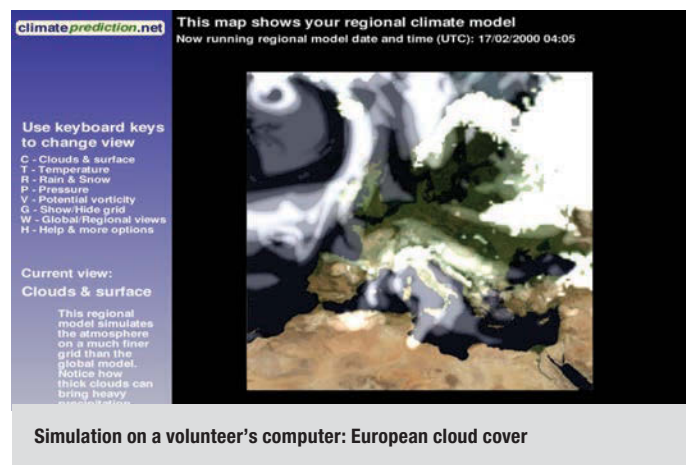 climateprediction.net
This map shows your regional climate model
Now running regional model date and time (UTC): 17/02/2000 04:05
Use keyboard keys
to change view
C - Clouds & surface
T - Temperature
R - Rain & Snow
P - Pressure
V - Potential vorticity
G - Show/Hide grid
W - Global/Regional views
H - Help & more options
Current view:
Clouds & surface
This regional
model simulates
the atmosphere
on a much finer
grid than the
global model.
Notice how
thick clouds can
bring heavy
precipitation
Simulation on a volunteer's computer: European cloud cover